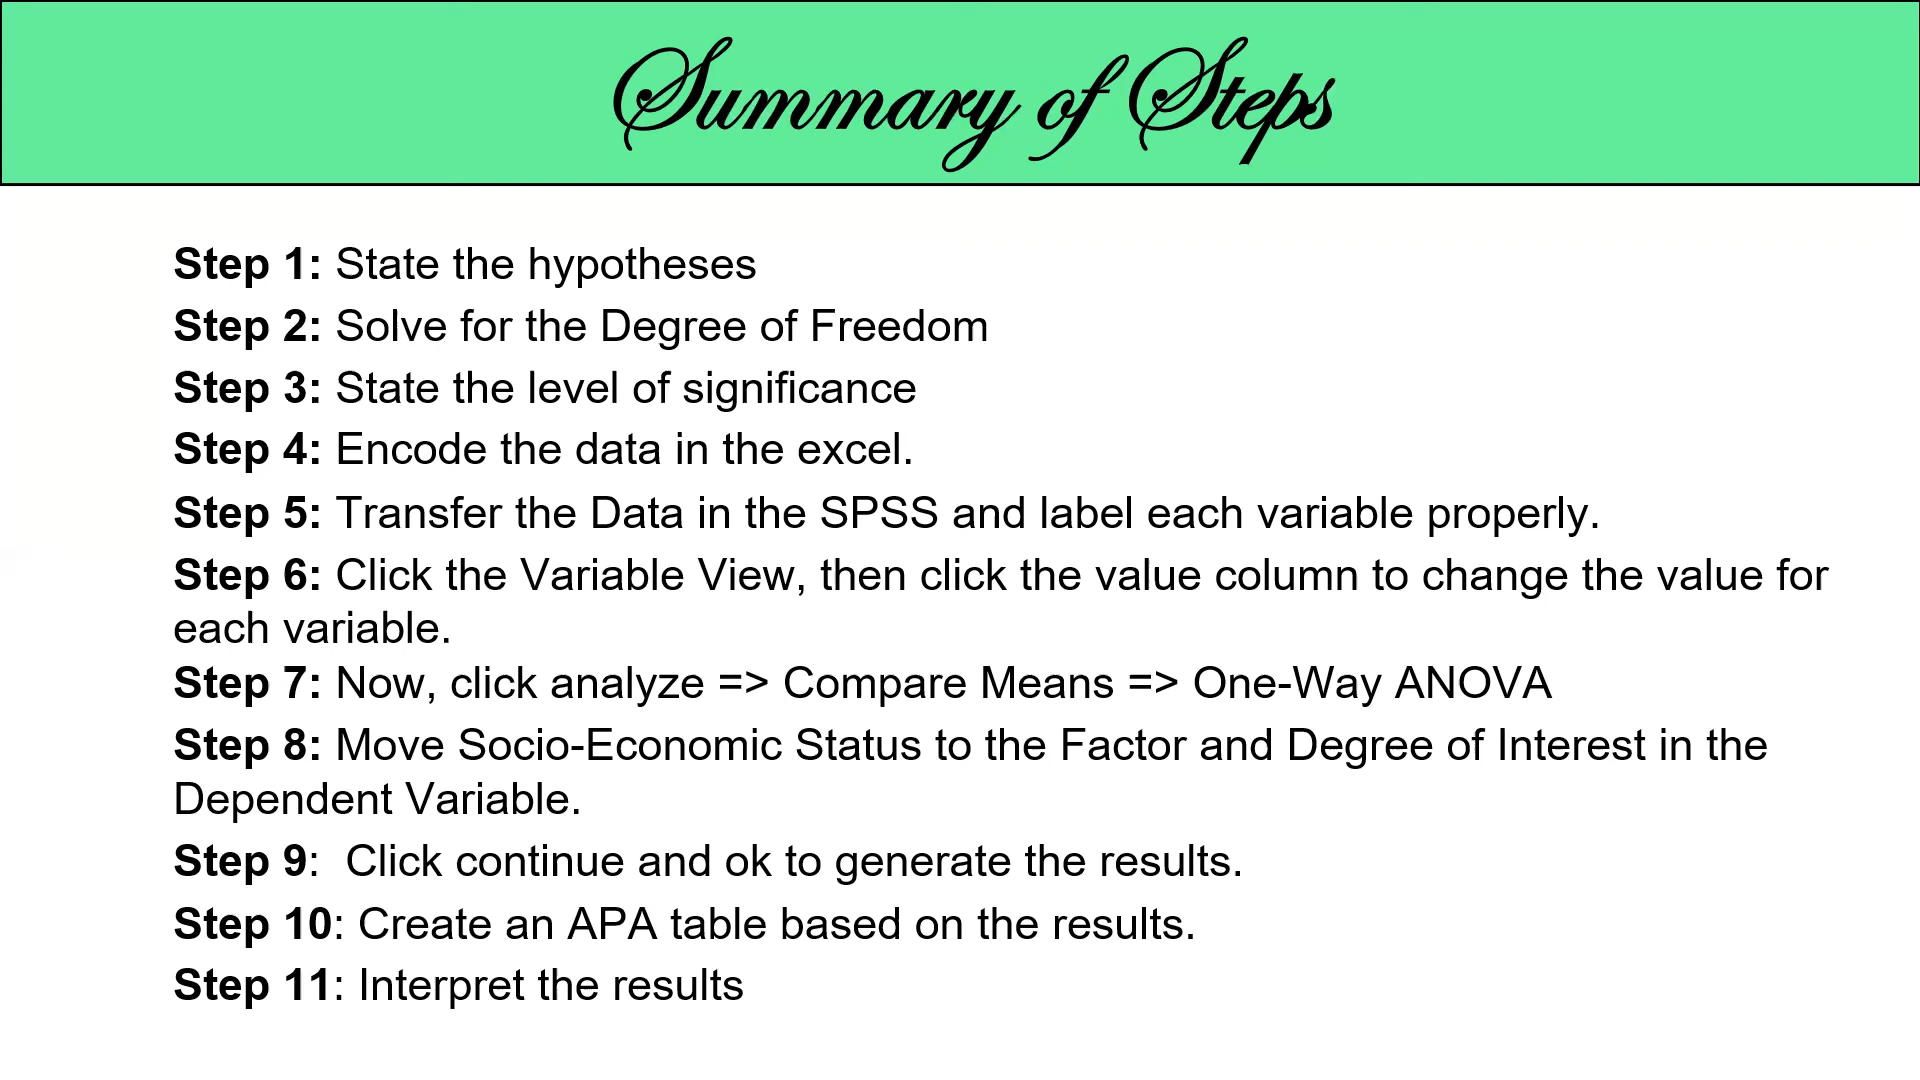 Summary of Steps
Step 1: State the hypotheses
Step 2: Solve for the Degree of Freedom
Step 3: State the level of significance
Step 4: Encode the data in the excel.
Step 5: Transfer the Data in the SPSS and label each variable properly.
Step 6: Click the Variable View, then click the value column to change the value for
each variable.
Step 7: Now, click analyze => Compare Means => One-Way ANOVA
Step 8: Move Socio-Economic Status to the Factor and Degree of Interest in the
Dependent Variable.
Step 9:  Click continue and ok to generate the results.
Step 10: Create an APA table based on the results.
Step 11: Interpret the results